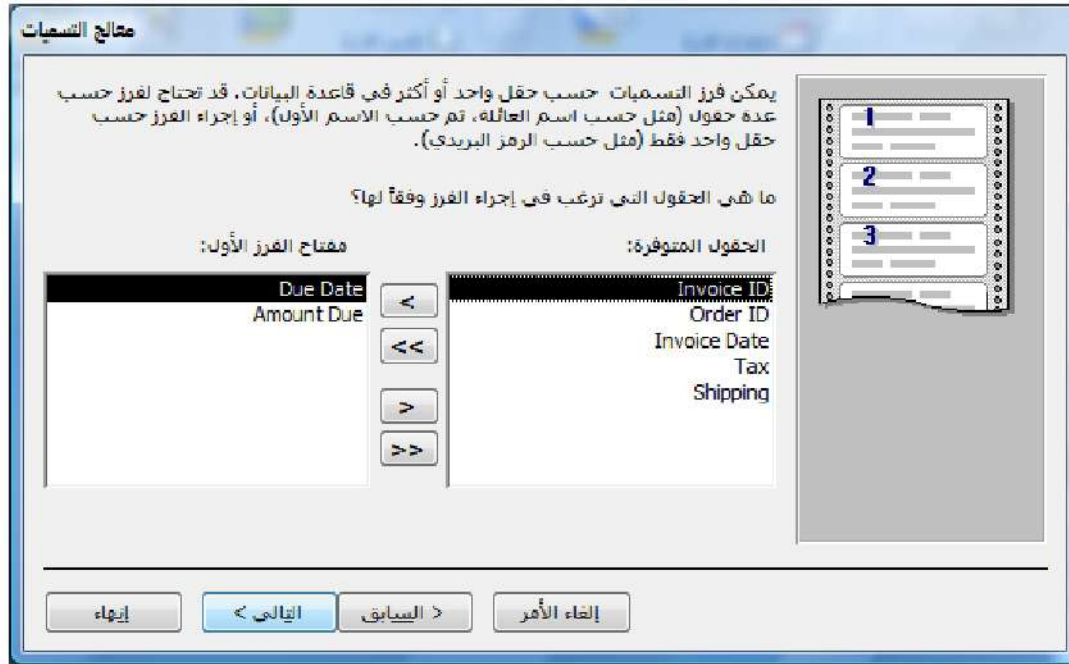 معالج التسميات
يمكن فرز التسميات حسب حقل واحد أو أكثر في قاعدة البيانات. قد تحتاج لفرز حسب
عدة حقول (مثل حسب اسم العائلة، ثم حسب الاسم الأول)، أو إجراء الفرز حسب
حقل واحد فقط (مثل حسب الرمز البريدي).
ما هي الحقول التي ترغب في إجراء الفرز وفقاً لها؟
الحقول المتوفرة:
Invoice ID
Order ID
Invoice Date
Tax
Shipping
<
<<
>
>>
مفتاح الفرز الأول:
Due Date
Amount Due
1
2
3
إلغاء الأمر
< السابق
التالي >
إنهاء